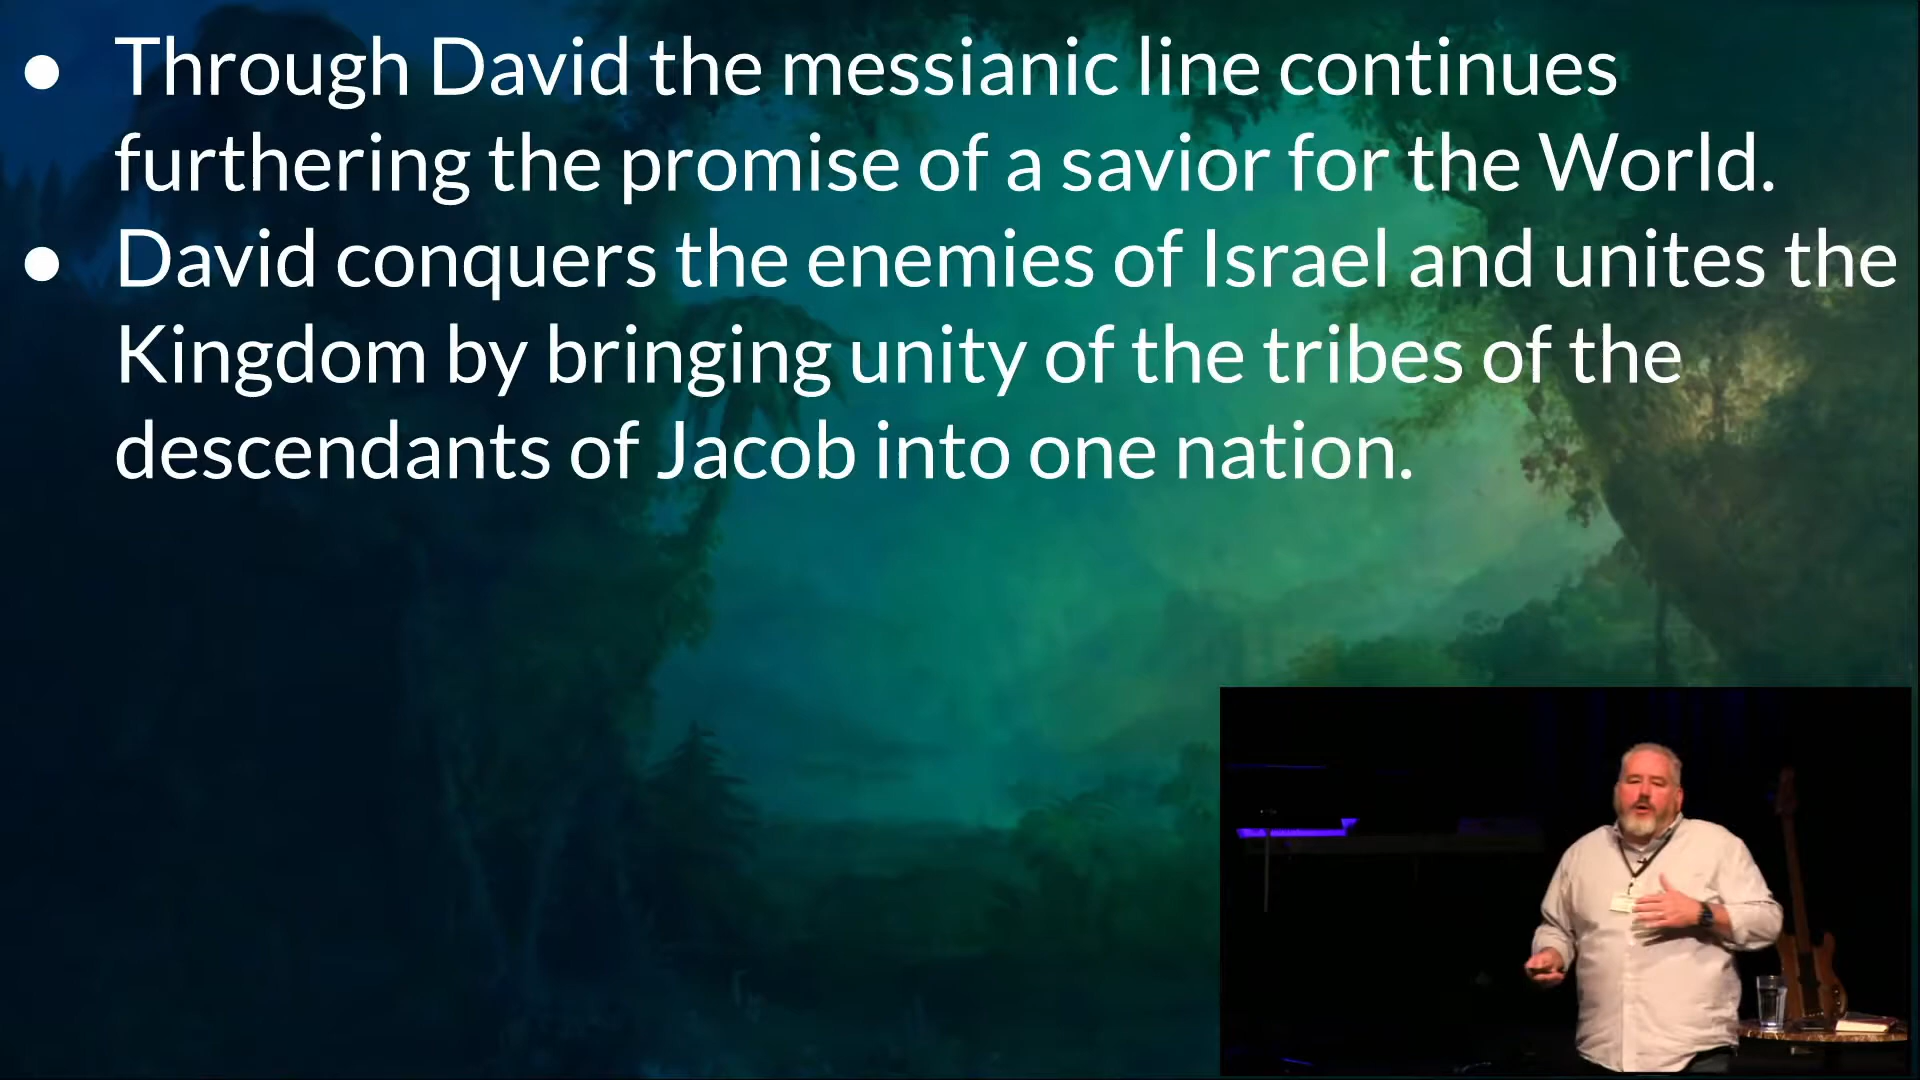 ● Through David the messianic line continues
furthering the promise of a savior for the World.
● David conquers the enemies of Israel and unites the
Kingdom by bringing unity of the tribes of the
descendants of Jacob into one nation.